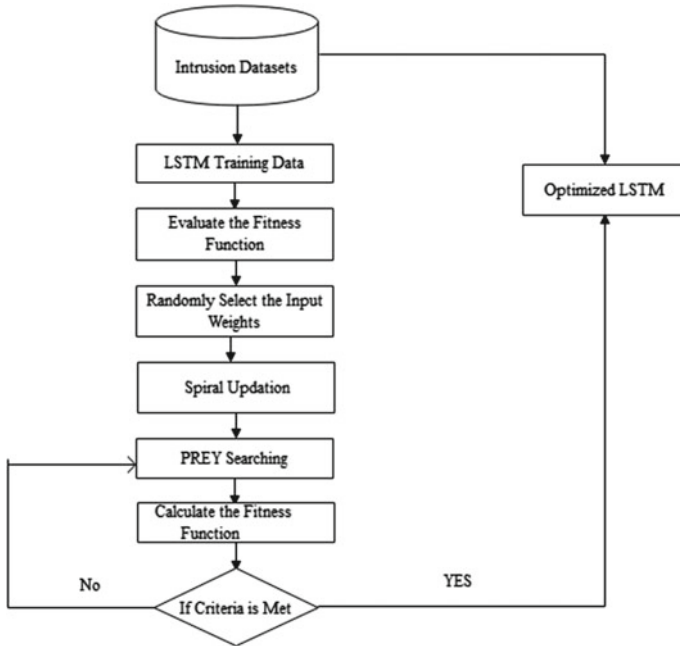 Intrusion Datasets
LSTM Training Data
Optimized LSTM
Evaluate the Fitness
Function
Randomly Select the Input
Weights
Spiral Updation
PREY Searching
Calculate the Fitness
Function
No
YES
If Criteria is Met